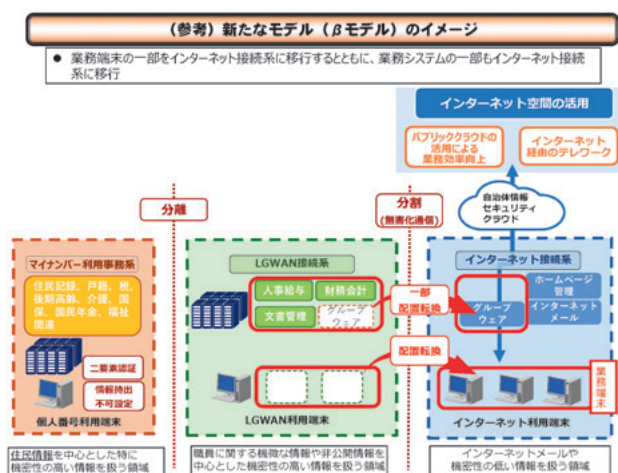 （参考）新たなモデル（βモデル）のイメージ
● 業務端末の一部をインターネット接続系に移行するとともに、業務システムの一部もインターネット接続
系に移行
インターネット空間の活用
パブリッククラウドの
活用による
業務効率向上
インターネット
経由のテレワーク
分離
分割
(無害化通信)
自治体情報
セキュリティ
クラウド
マイナンバー利用事務系
住民記録、戸籍、税、
後期高齢、介護、国
保、国民年金、福祉
関連
二要素認証
情報持出
不可設定
個人番号利用端末
LGWAN接続系
人事給与
財務会計
文書管理
グループ
ウェア
LGWAN利用端末
一部
配置転換
配置転換
インターネット接続系
グループ
ウェア
ホームページ
管理
インターネット
メール
業務端末
インターネット利用端末
住民情報を中心とした特に
機密性の高い情報を扱う領域
職員に関する機微な情報や非公開情報を
中心とした機密性の高い情報を扱う領域
インターネットメールや
機密性の低い情報を扱う領域